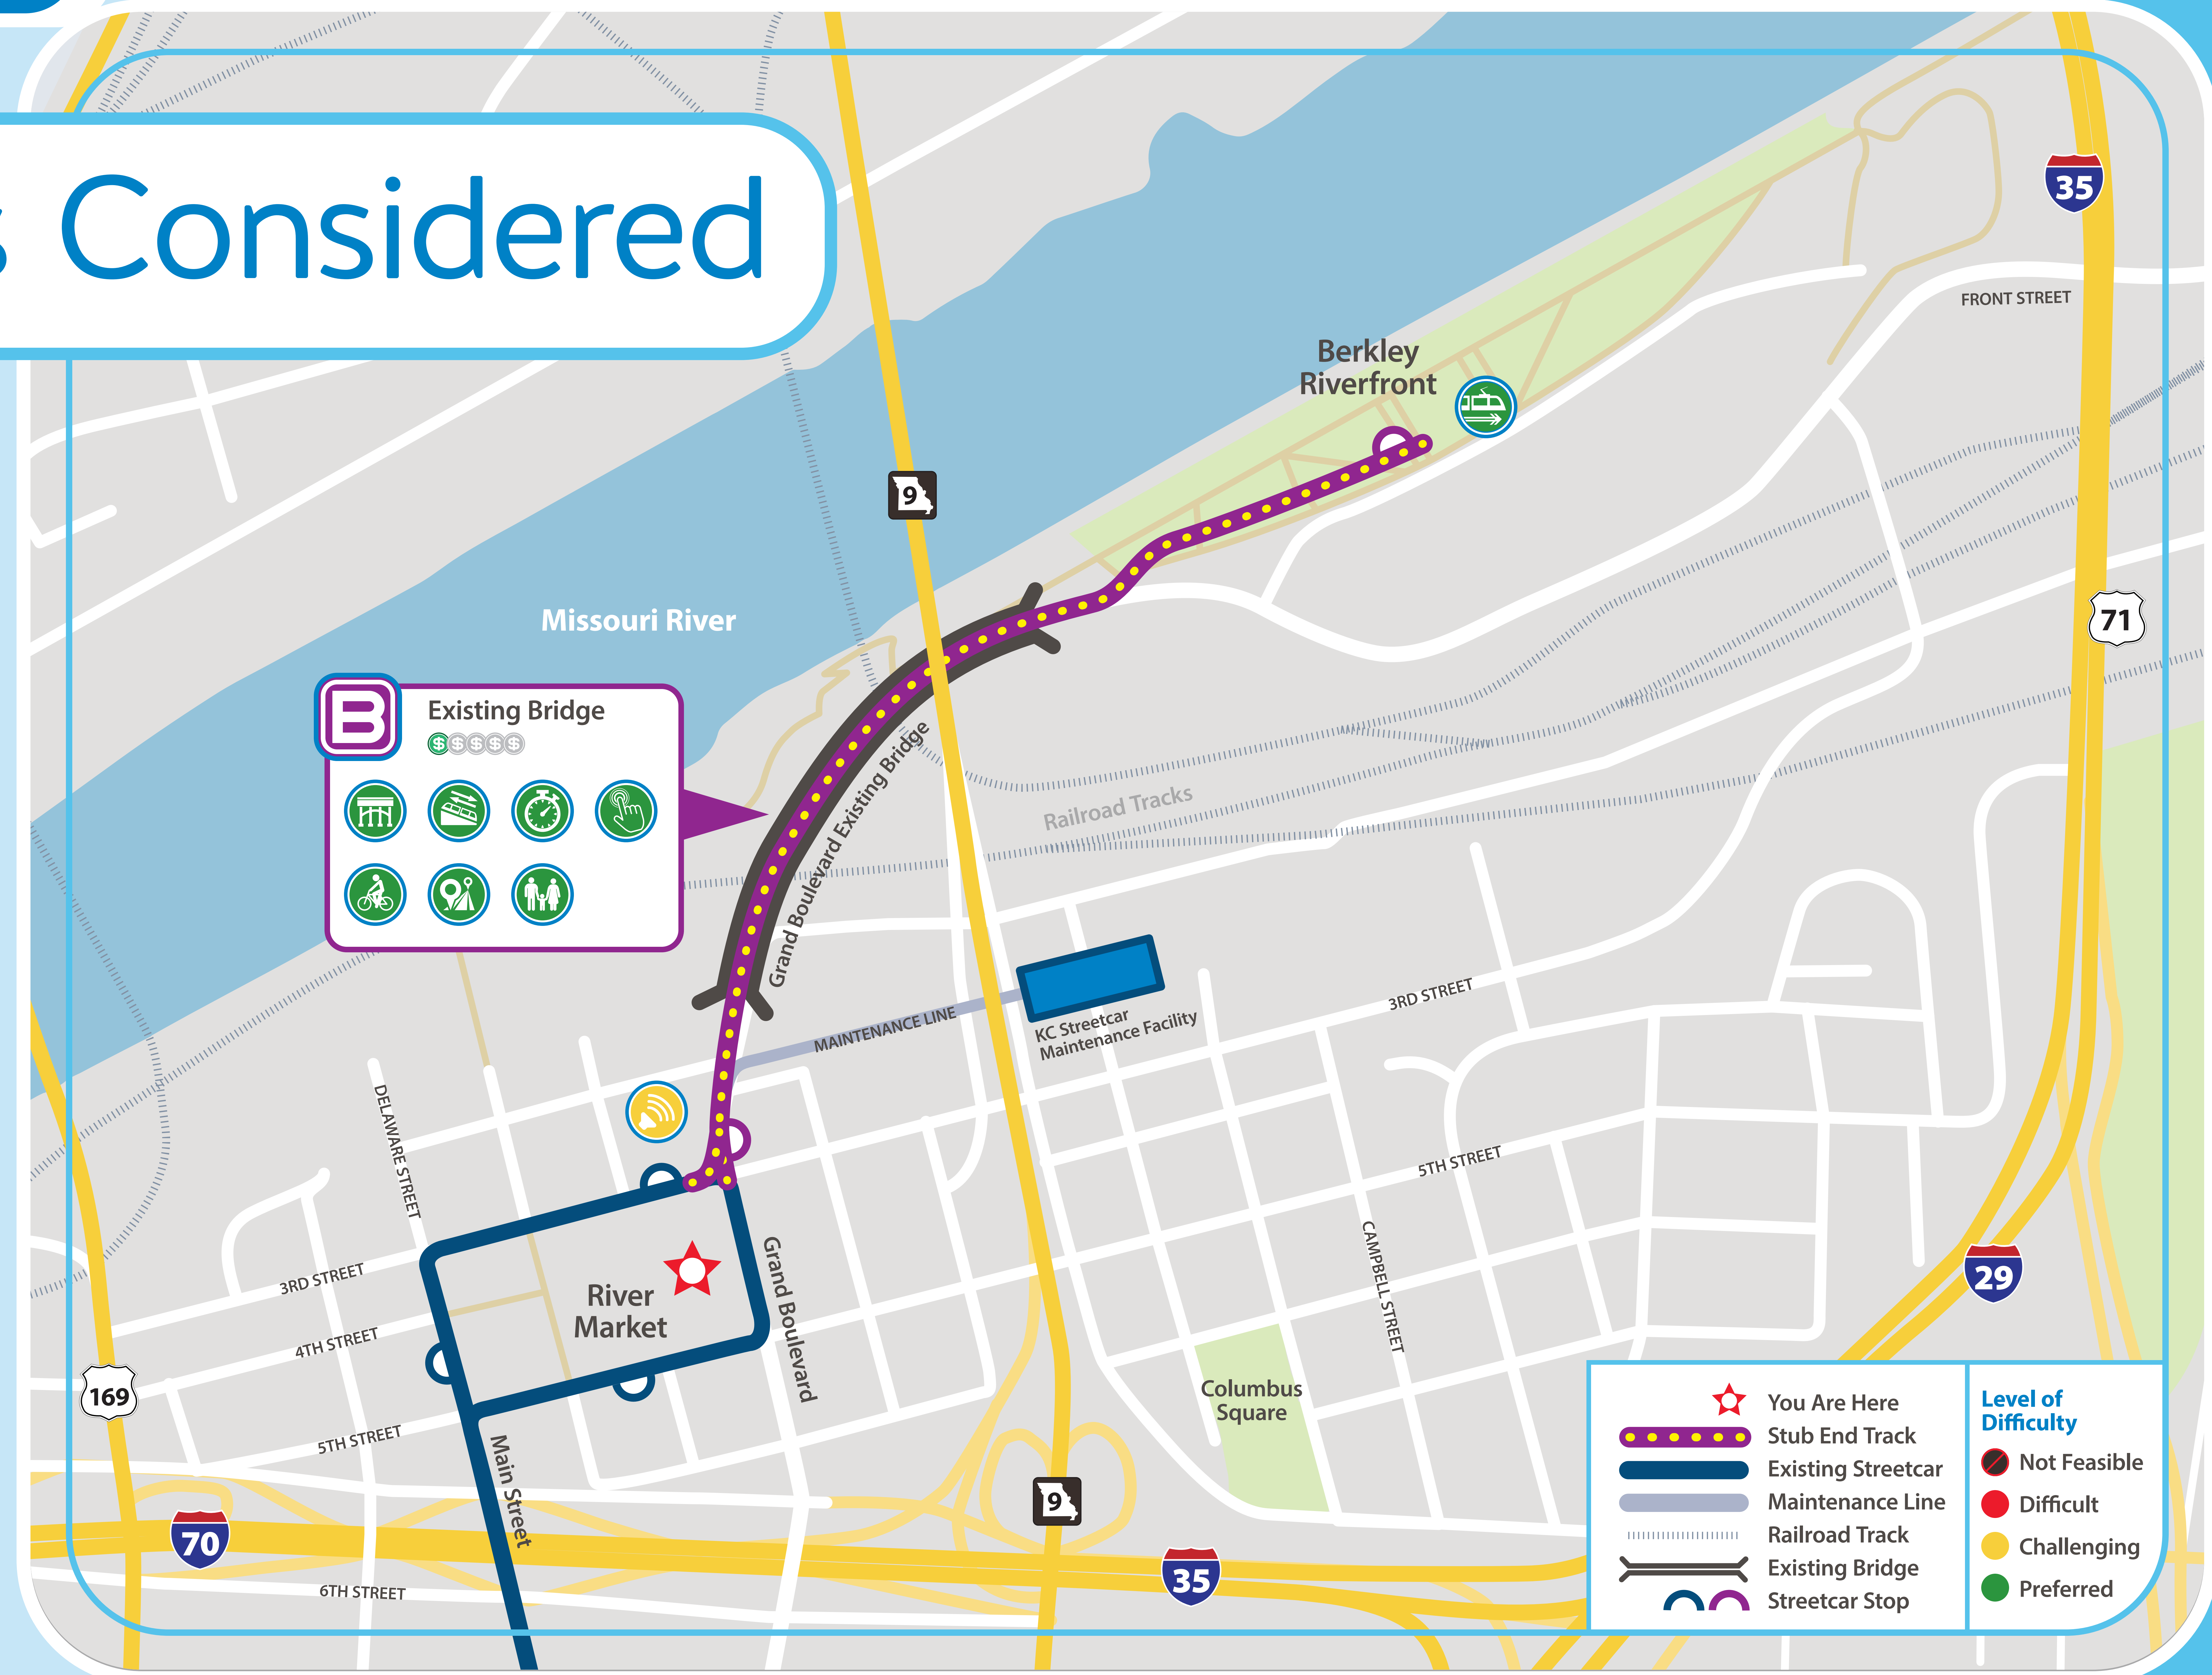 s Considered
35
FRONT STREET
Berkley
Riverfront
9
Missouri River
71
B
Existing Bridge
$$$$$
Grand Boulevard Existing Bridge
Railroad Tracks
MAINTENANCE LINE
KC Streetcar
Maintenance Facility
3RD STREET
DELAWARE STREET
5TH STREET
CAMPBELL STREET
3RD STREET
4TH STREET
5TH STREET
River
Market
Grand Boulevard
29
169
Columbus
Square
Main Street
9
70
35
6TH STREET
You Are Here
Stub End Track
Existing Streetcar
Maintenance Line
Railroad Track
Existing Bridge
Streetcar Stop
Level of
Difficulty
Not Feasible
Difficult
Challenging
Preferred